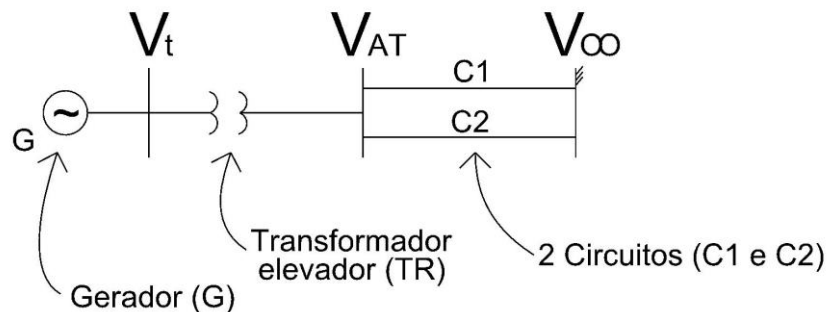 Vt
VAT
V∞
C1
C2
G
Transformador
elevador (TR)
2 Circuitos (C1 e C2)
Gerador (G)